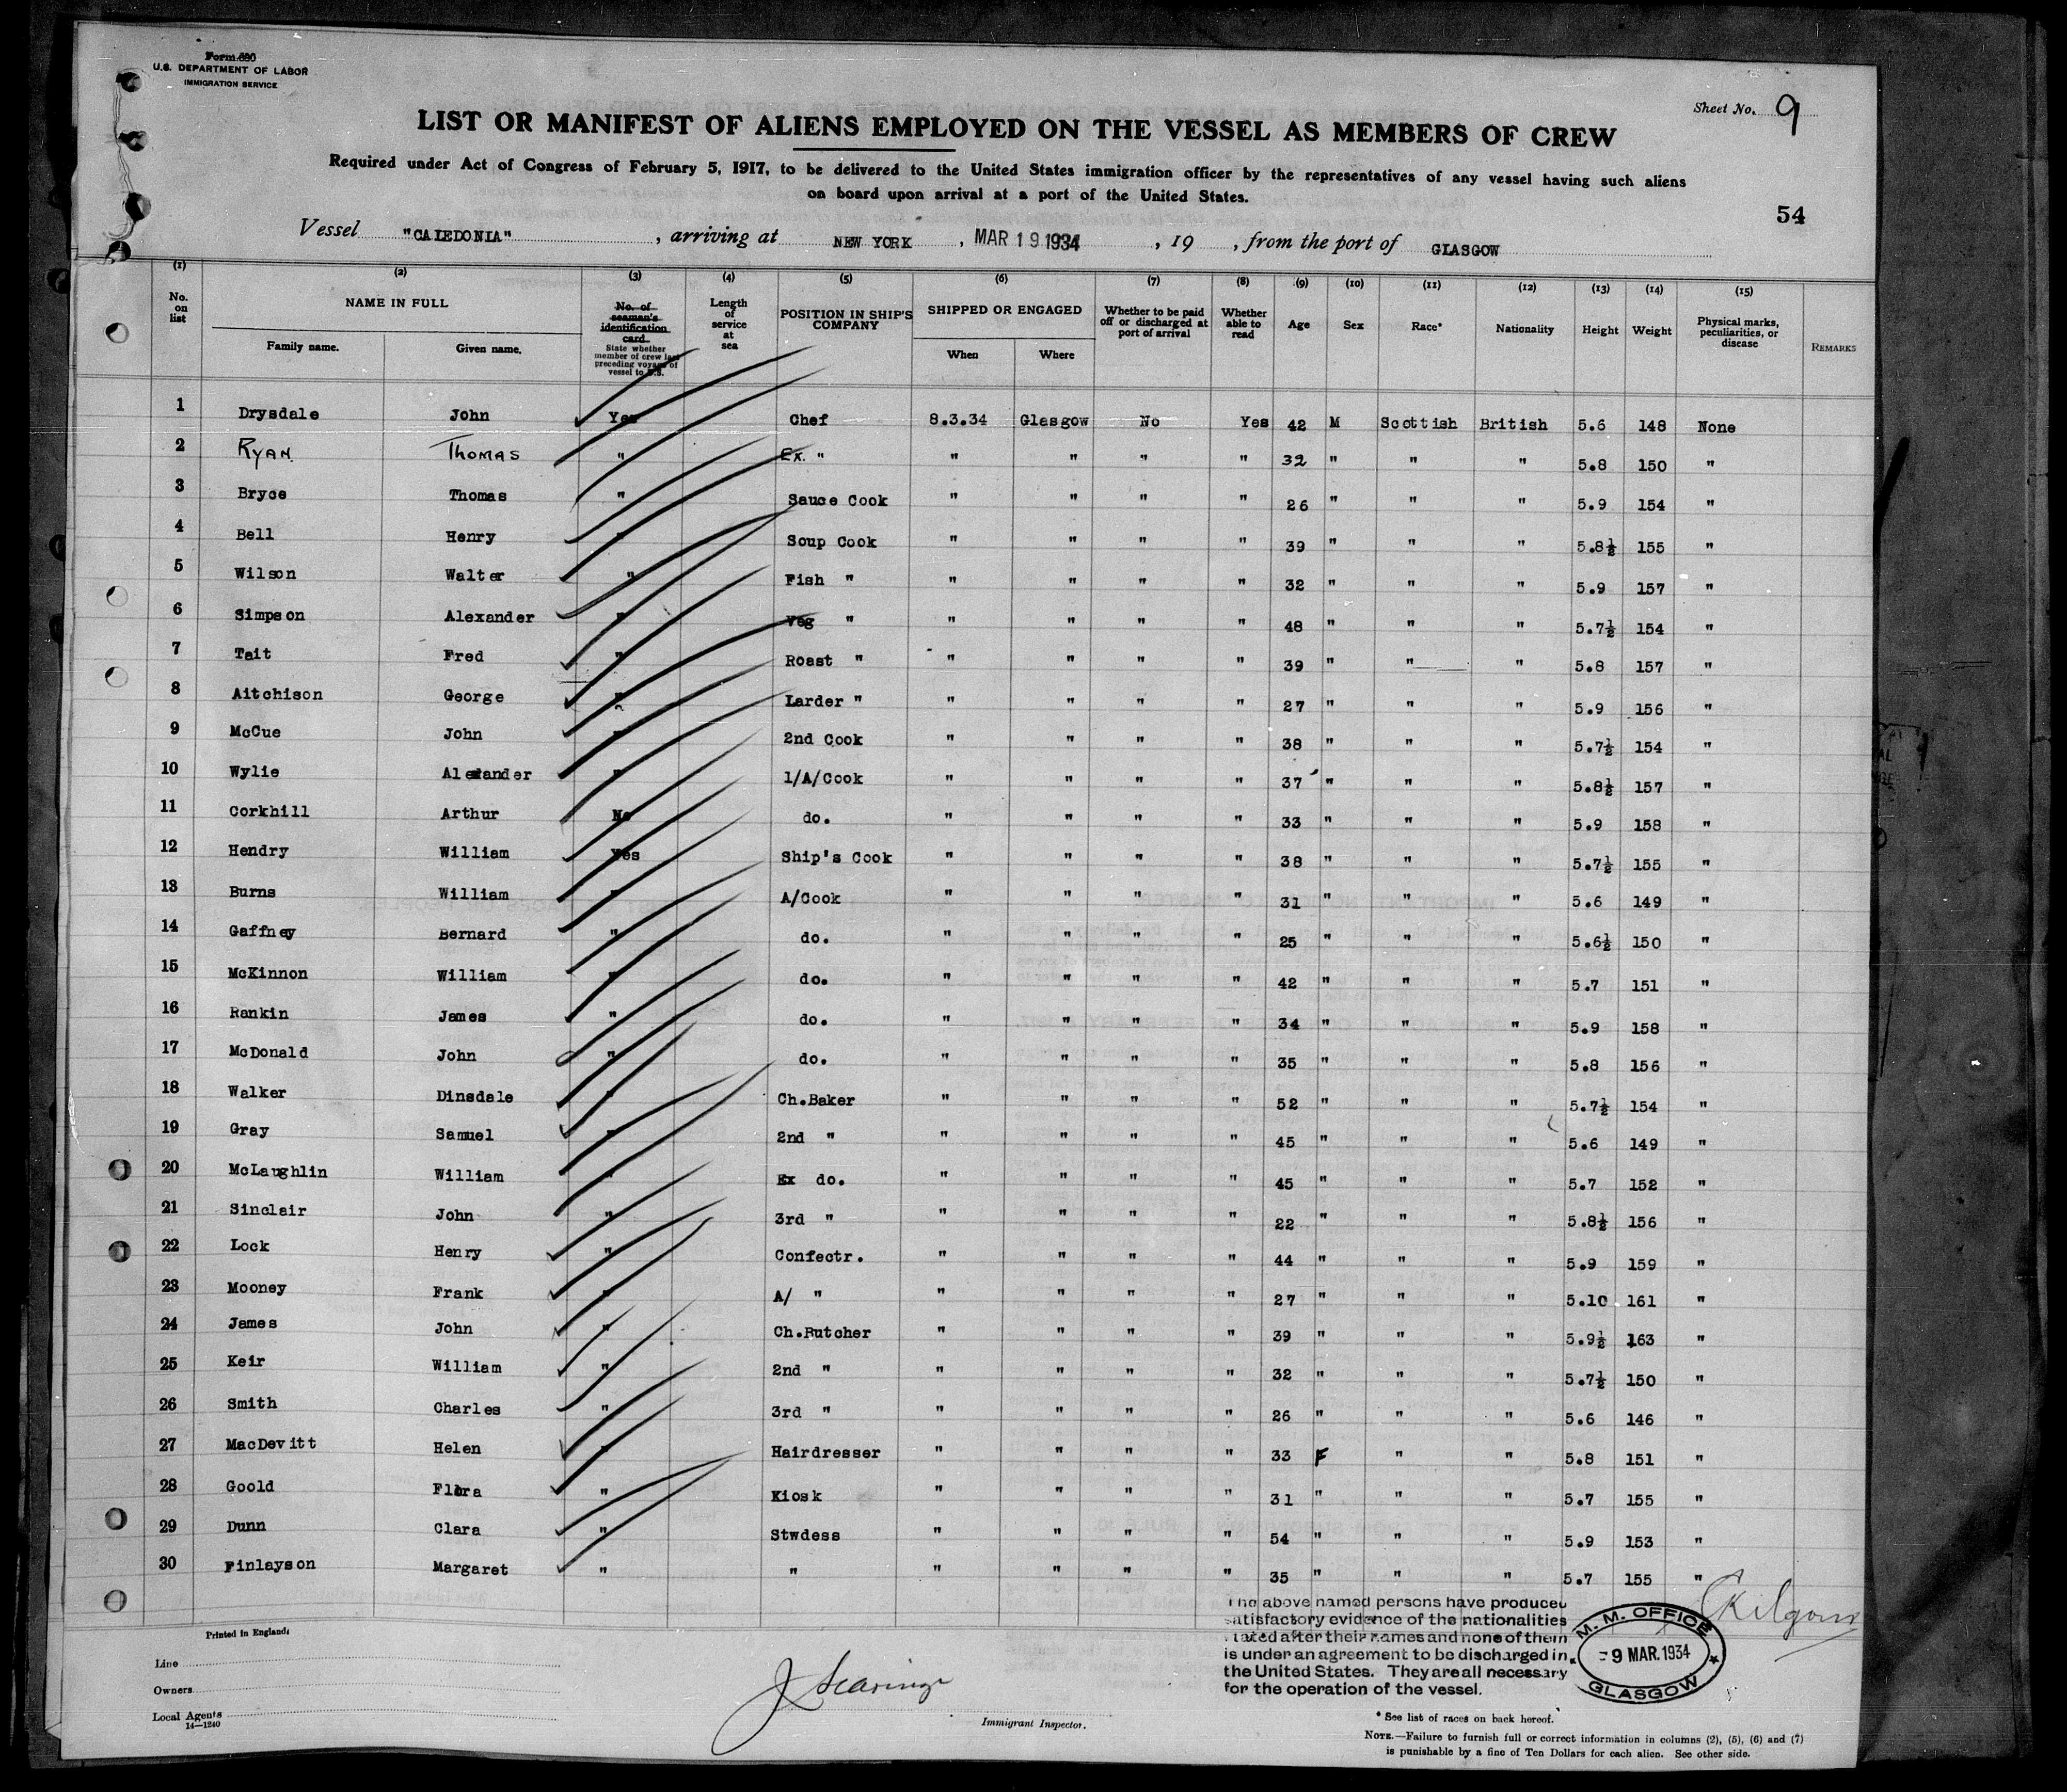 Form 680
U.S. DEPARTMENT OF LABOR
IMMIGRATION SERVICE
Sheet No. 9
LIST OR MANIFEST OF ALIENS EMPLOYED ON THE VESSEL AS MEMBERS OF CREW
Required under Act of Congress of February 5, 1917, to be delivered to the United States immigration officer by the representatives of any vessel having such aliens
on board upon arrival at a port of the United States.
54
Vessel "CALEDONIA", arriving at NEW YORK, MAR 19 1934, 19 , from the port of GLASGOW
(1) (2) (3) (4) (5) (6) (7) (8) (9) (10) (11) (12) (13) (14) (15)
No. on list NAME IN FULL Family name. Given name. No. of seaman's identification card. State whether member of crew last preceding voyage of vessel to U.S. Length of service at sea POSITION IN SHIP'S COMPANY SHIPPED OR ENGAGED When Where Whether to be paid off or discharged at port of arrival Whether able to read Age Sex Race* Nationality Height Weight Physical marks, peculiarities, or disease REMARKS
1 Drysdale John Yes Chef 8.3.34 Glasgow No Yes 42 M Scottish British 5.6 148 None
2 RYAN THOMAS " Ex. " " " " " 32 " " " 5.8 150 "
3 Bryce Thomas " Sauce Cook " " " " 26 " " " 5.9 154 "
4 Bell Henry " Soup Cook " " " " 39 " " " 5.8½ 155 "
5 Wilson Walter " Fish " " " " " 32 " " " 5.9 157 "
6 Simpson Alexander " Veg " " " " " 48 " " " 5.7½ 154 "
7 Tait Fred " Roast " " " " " 39 " " " 5.8 157 "
8 Aitchison George " Larder " " " " " 27 " " " 5.9 156 "
9 McCue John " 2nd Cook " " " " 38 " " " 5.7½ 154 "
10 Wylie Alexander " 1/A/Cook " " " " 37 " " " 5.8½ 157 "
11 Corkhill Arthur No do. " " " " 33 " " " 5.9 158 "
12 Hendry William Yes Ship's Cook " " " " 38 " " " 5.7½ 155 "
13 Burns William " A/Cook " " " " 31 " " " 5.6 149 "
14 Gaffney Bernard " do. " " " " 25 " " " 5.6½ 150 "
15 McKinnon William " do. " " " " 42 " " " 5.7 151 "
16 Rankin James " do. " " " " 34 " " " 5.9 158 "
17 McDonald John " do. " " " " 35 " " " 5.8 156 "
18 Walker Dinsdale " Ch.Baker " " " " 52 " " " 5.7½ 154 "
19 Gray Samuel " 2nd " " " " " 45 " " " 5.6 149 "
20 McLaughlin William " Ex do. " " " " 45 " " " 5.7 152 "
21 Sinclair John " 3rd " " " " " 22 " " " 5.8½ 156 "
22 Lock Henry " Confectr. " " " " 44 " " " 5.9 159 "
23 Mooney Frank " A/ " " " " " 27 " " " 5.10 161 "
24 James John " Ch.Butcher " " " " 39 " " " 5.9½ 163 "
25 Keir William " 2nd " " " " " 32 " " " 5.7½ 150 "
26 Smith Charles " 3rd " " " " " 26 " " " 5.6 146 "
27 MacDevitt Helen " Hairdresser " " " " 33 F " " 5.8 151 "
28 Goold Flora " Kiosk " " " " 31 " " " 5.7 155 "
29 Dunn Clara " Stwdess " " " " 54 " " " 5.9 153 "
30 Finlayson Margaret " " " " " " 35 " " " 5.7 155 "
The above named persons have produced
satisfactory evidence of the nationalities
stated after their names and none of them
is under an agreement to be discharged in
the United States. They are all necessary
for the operation of the vessel.
M. M. OFFICE
-9 MAR. 1934
GLASGOW
Kilgour
Printed in England:
Line
Owners
Local Agents
14—1240
Immigrant Inspector.
* See list of races on back hereof.
NOTE.—Failure to furnish full or correct information in columns (2), (5), (6) and (7)
is punishable by a fine of Ten Dollars for each alien. See other side.